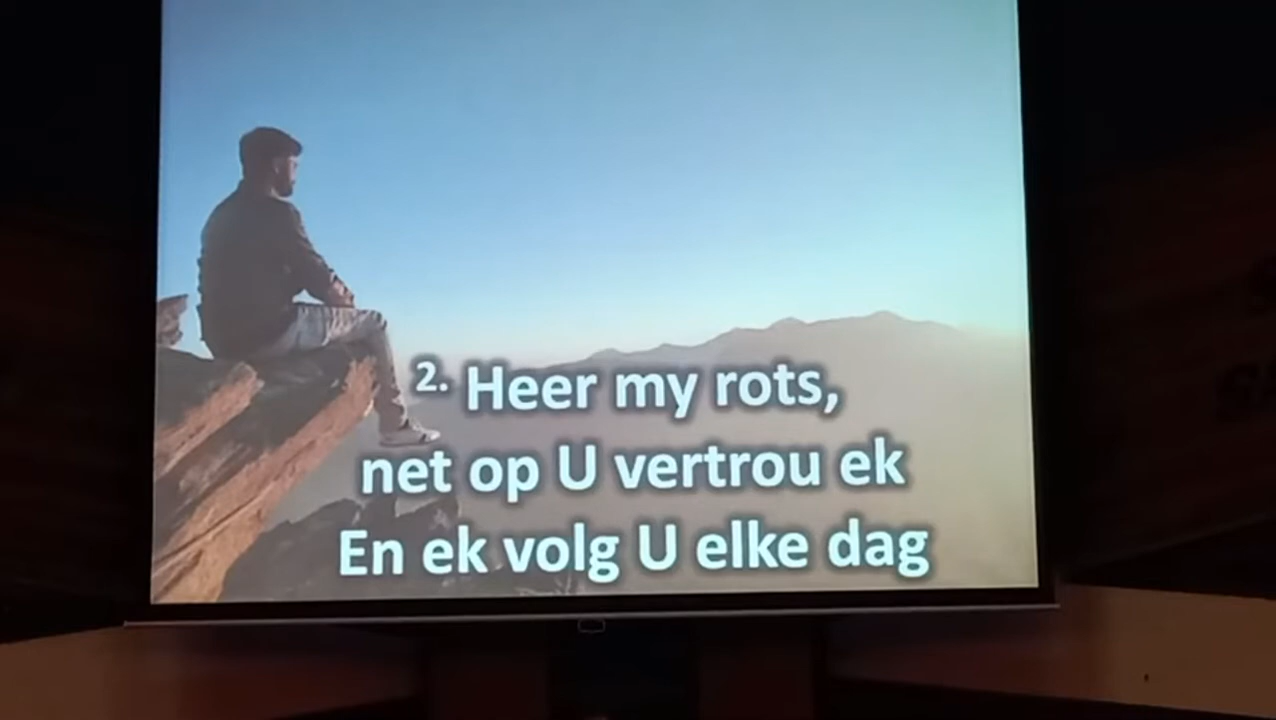 2. Heer my rots,
net op U vertrou ek
En ek volg U elke dag